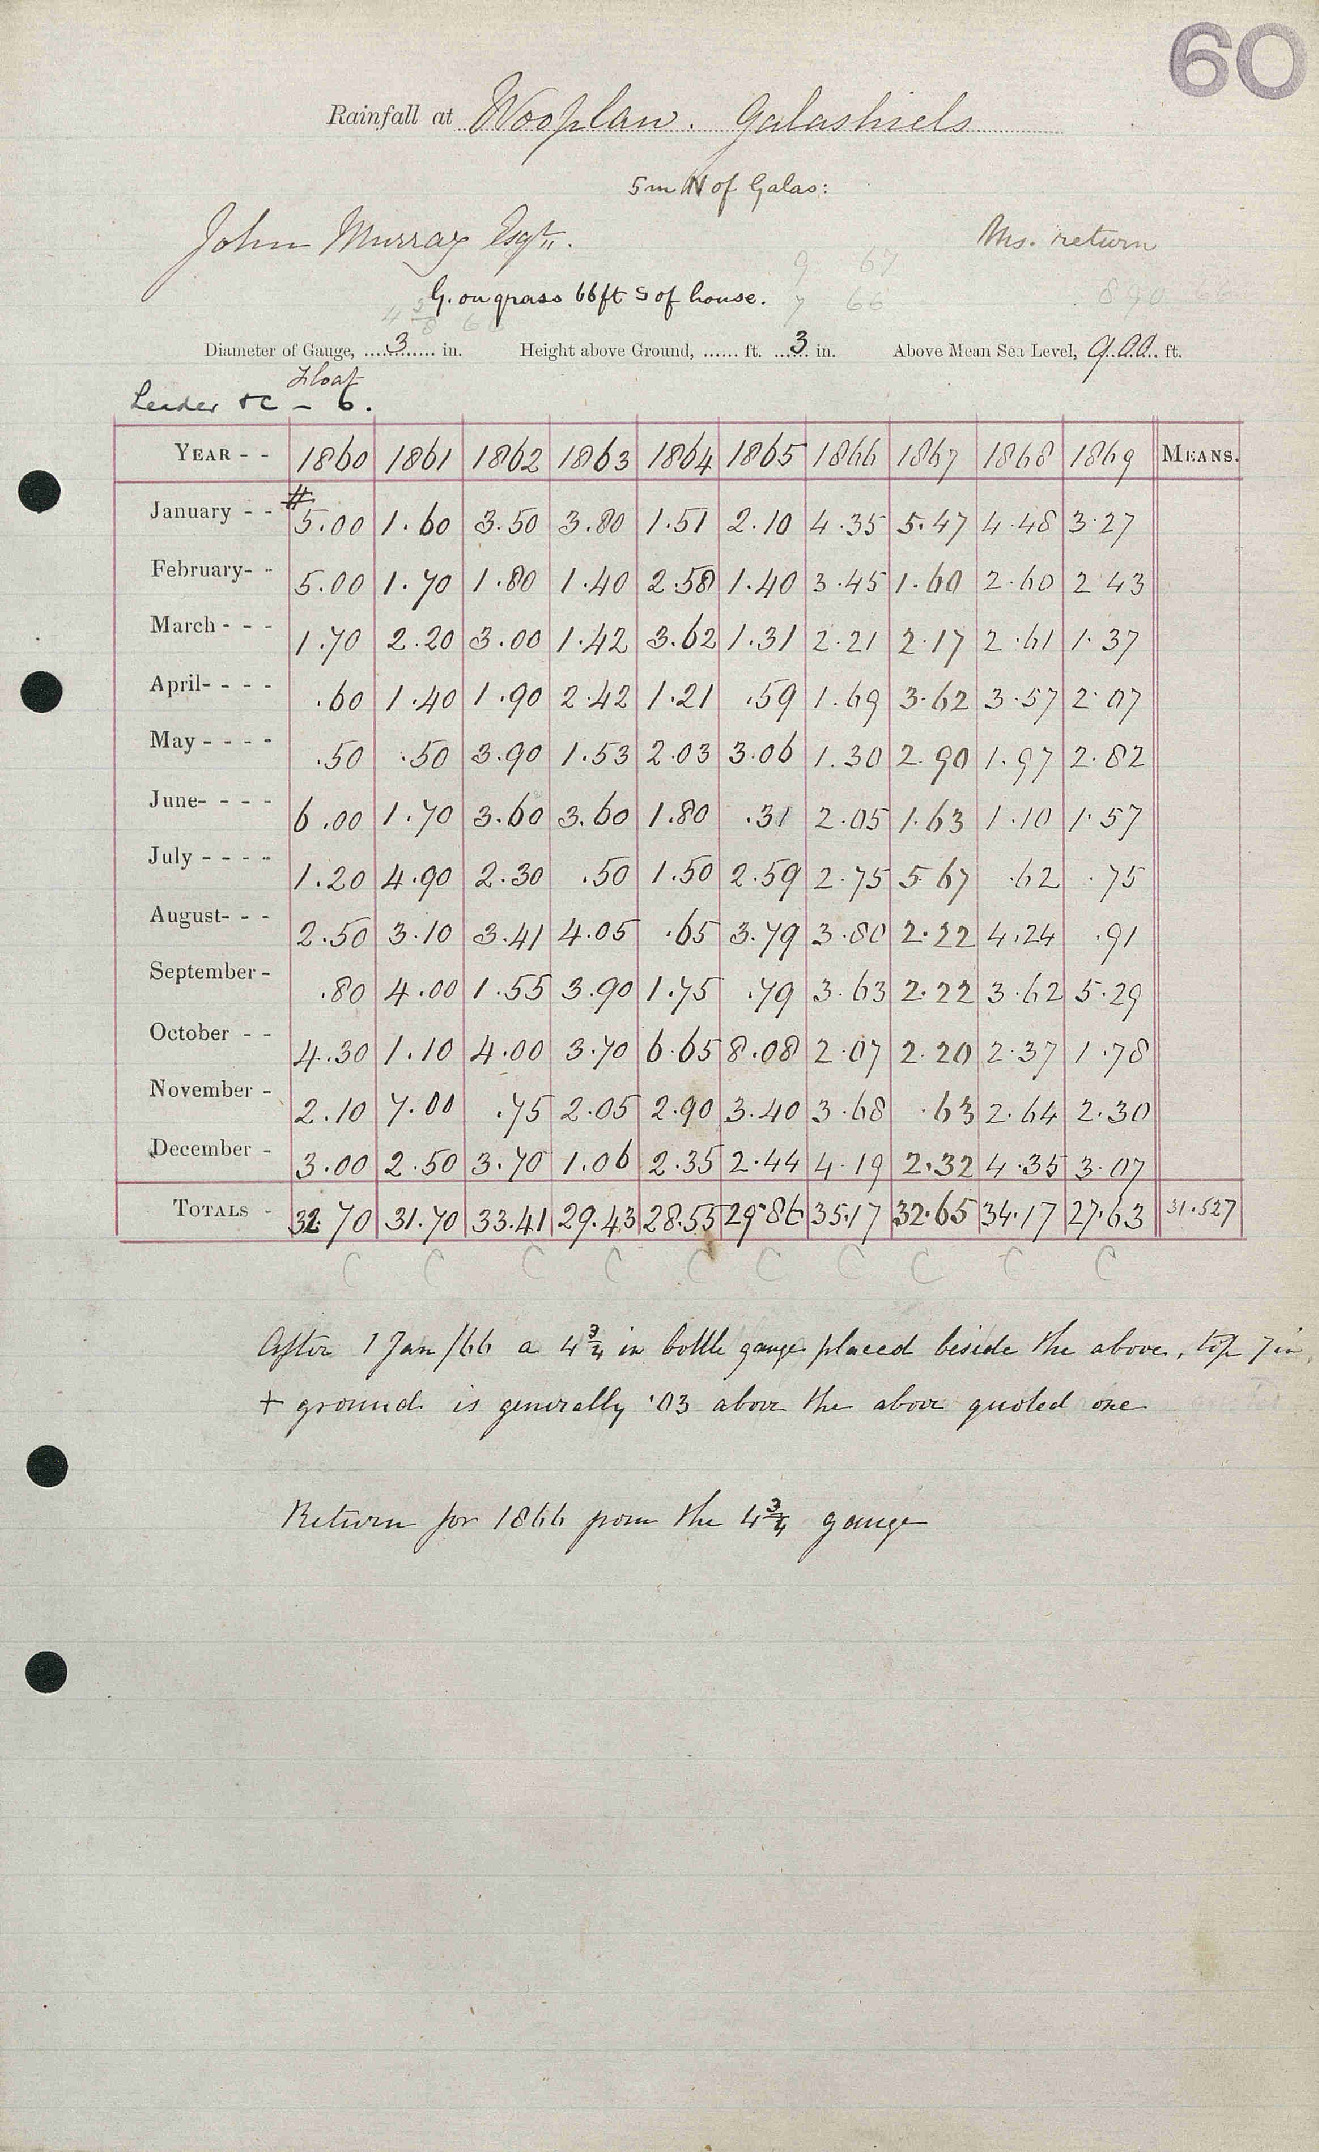 60
Rainfall at Wooplaw. Galashiels
5m N of Galas:
John Murray Esqr.
Ms. return
9 67
G. on grass 66ft S of house.
7 66
890 66
4 3/8 66
Diameter of Gauge, 3 in. Height above Ground, ...... ft. 3 in. Above Mean Sea Level, 900 ft.
Float
Leader &c - 6.
YEAR - - 1860 1861 1862 1863 1864 1865 1866 1867 1868 1869 MEANS.
January - - # 5.00 1.60 3.50 3.80 1.51 2.10 4.35 5.47 4.48 3.27
February- - 5.00 1.70 1.80 1.40 2.58 1.40 3.45 1.60 2.60 2.43
March - - - 1.70 2.20 3.00 1.42 3.62 1.31 2.21 2.17 2.61 1.37
April- - - - .60 1.40 1.90 2.42 1.21 .59 1.69 3.62 3.57 2.07
May - - - - .50 .50 3.90 1.53 2.03 3.06 1.30 2.90 1.97 2.82
June- - - - 6.00 1.70 3.60 3.60 1.80 .31 2.05 1.63 1.10 1.57
July - - - - 1.20 4.90 2.30 .50 1.50 2.59 2.75 5.67 .62 .75
August- - - 2.50 3.10 3.41 4.05 .65 3.79 3.80 2.22 4.24 .91
September - .80 4.00 1.55 3.90 1.75 .79 3.63 2.22 3.62 5.29
October - - 4.30 1.10 4.00 3.70 6.65 8.08 2.07 2.20 2.37 1.78
November - 2.10 7.00 .75 2.05 2.90 3.40 3.68 .63 2.64 2.30
December - 3.00 2.50 3.70 1.06 2.35 2.44 4.19 2.32 4.35 3.07
TOTALS - 32.70 31.70 33.41 29.43 28.55 29.86 35.17 32.65 34.17 27.63 31.527
C C C C C C C C C C
After 1 Jan /66 a 4 3/4 in bottle gauge placed beside the above, top 7 in
+ ground is generally .03 above the above quoted one
Return for 1866 from the 4 3/4 gauge